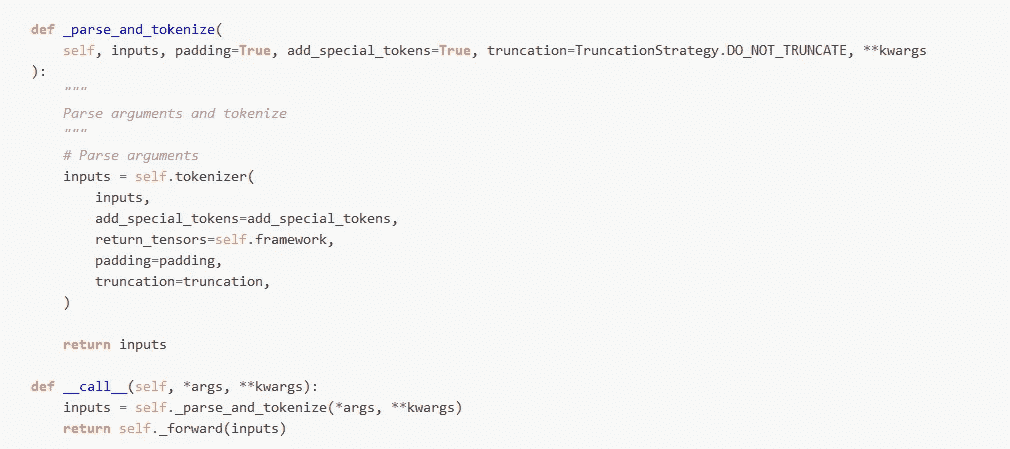 def _parse_and_tokenize(
    self, inputs, padding=True, add_special_tokens=True, truncation=TruncationStrategy.DO_NOT_TRUNCATE, **kwargs
):
    """
    Parse arguments and tokenize
    """
    # Parse arguments
    inputs = self.tokenizer(
        inputs,
        add_special_tokens=add_special_tokens,
        return_tensors=self.framework,
        padding=padding,
        truncation=truncation,
    )

    return inputs

def __call__(self, *args, **kwargs):
    inputs = self._parse_and_tokenize(*args, **kwargs)
    return self._forward(inputs)